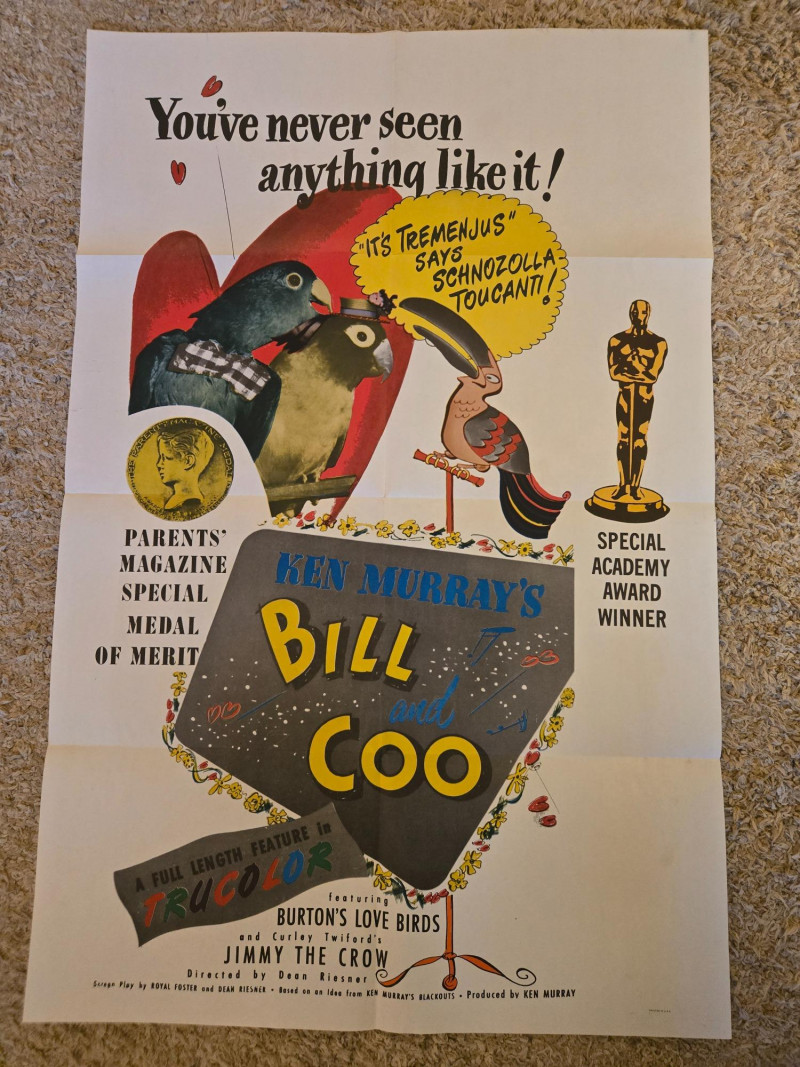 You've never seen
anything like it!
"IT'S TREMENJUS"
SAYS
SCHNOZOLLA
TOUCANTI!
PARENTS'
MAGAZINE
SPECIAL
MEDAL
OF MERIT
SPECIAL
ACADEMY
AWARD
WINNER
KEN MURRAY'S
BILL
and
COO
A FULL LENGTH FEATURE in
TRUCOLOR
featuring
BURTON'S LOVE BIRDS
and Curley Twiford's
JIMMY THE CROW
Directed by Dean Riesner
Screen Play by ROYAL FOSTER and DEAN RIESNER • Based on an Idea from KEN MURRAY'S BLACKOUTS • Produced by KEN MURRAY